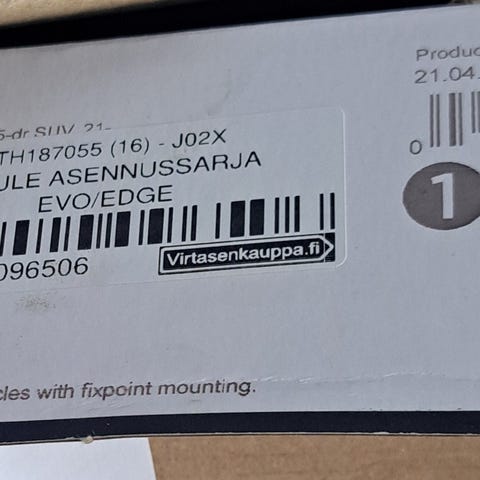 Produc
21.04.
5-dr SUV, 21-
TH187055 (16) - J02X
ULE ASENNUSSARJA
EVO/EDGE
096506
Virtasenkauppa.fi
0
1
cles with fixpoint mounting.